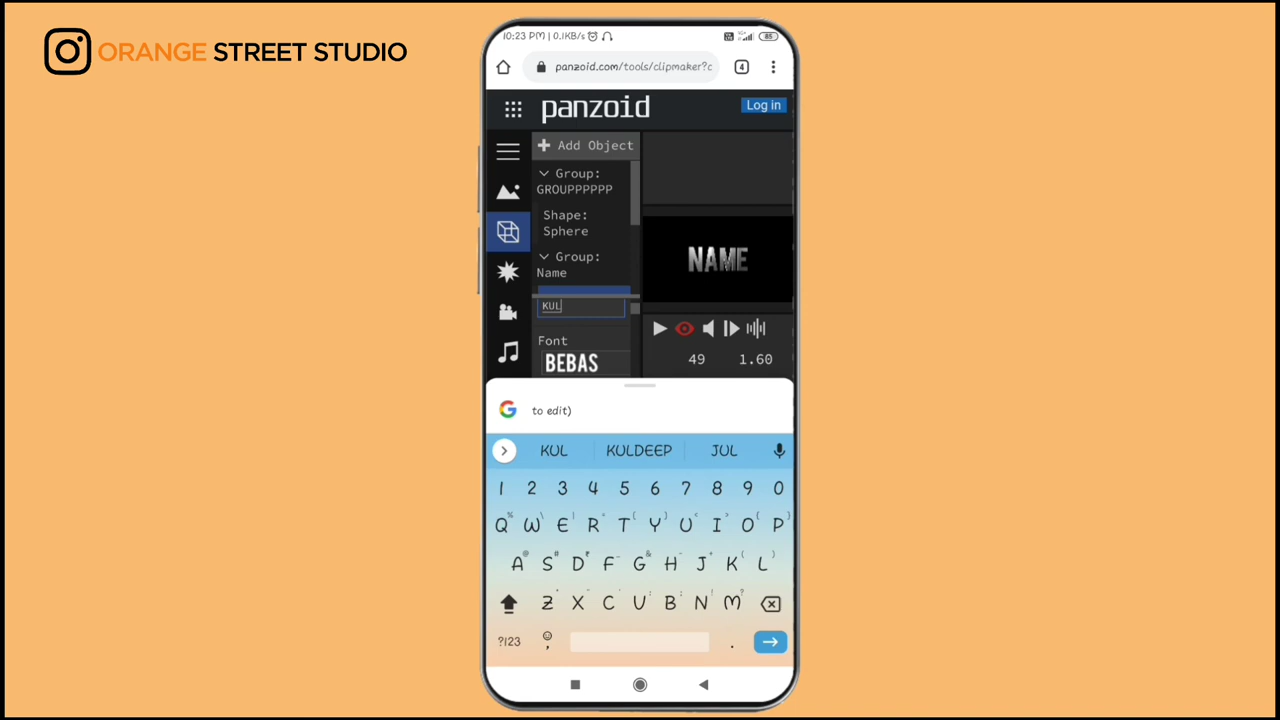 ORANGE STREET STUDIO
10:23 PM | 0.1KB/s
85
panzoid.com/tools/clipmaker?c
4
panzoid
Log in
Add Object
Group:
GROUPPPPPP
Shape:
Sphere
Group:
Name
KUL
Font
BEBAS
NAME
49 1.60
G to edit)
KUL KULDEEP JUL
1 2 3 4 5 6 7 8 9 0
Q W E R T Y U I O P
A S D F G H J K L
Z X C U B N M
?123 , .